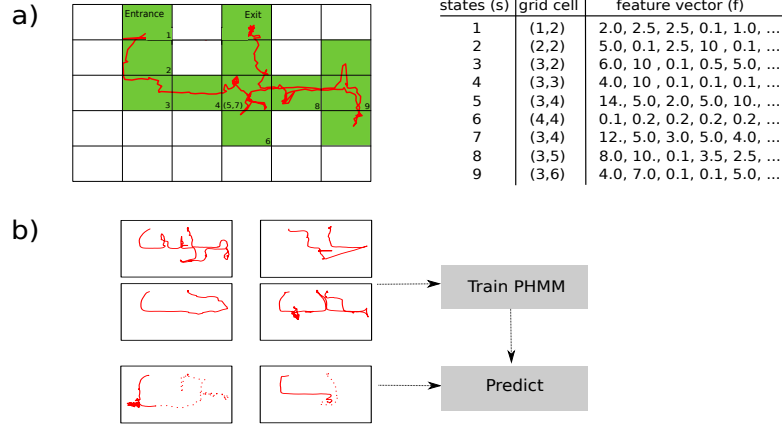 a)
Entrance
Exit
1
2
3
4
(5,7)
8
9
6
states (s) grid cell feature vector (f)
1 (1,2) 2.0, 2.5, 2.5, 0.1, 1.0, ...
2 (2,2) 5.0, 0.1, 2.5, 10 , 0.1, ...
3 (3,2) 6.0, 10 , 0.1, 0.5, 5.0, ...
4 (3,3) 4.0, 10 , 0.1, 0.1, 0.1, ...
5 (3,4) 14., 5.0, 2.0, 5.0, 10., ...
6 (4,4) 0.1, 0.2, 0.2, 0.2, 0.2, ...
7 (3,4) 12., 5.0, 3.0, 5.0, 4.0, ...
8 (3,5) 8.0, 10., 0.1, 3.5, 2.5, ...
9 (3,6) 4.0, 7.0, 0.1, 0.1, 5.0, ...
b)
Train PHMM
Predict